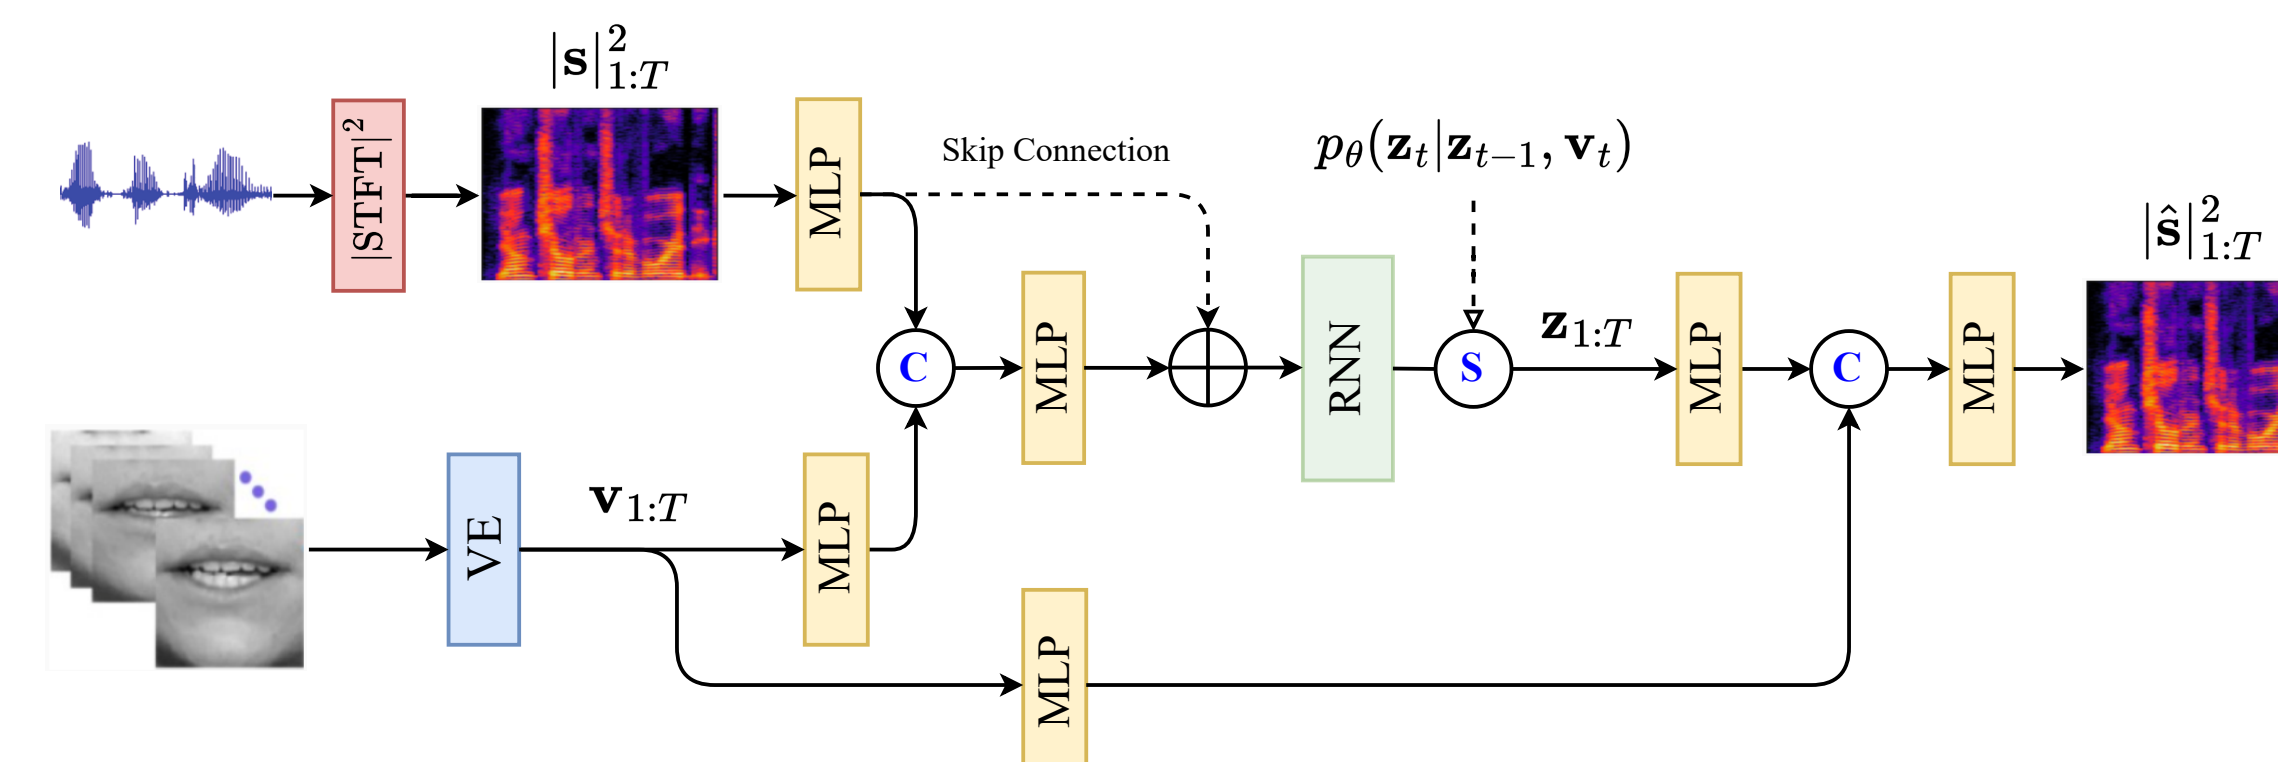 |s|²₁:T
|STFT|²
MLP
Skip Connection
pθ(zt|zt−1, vt)
|ŝ|²₁:T
C
MLP
RNN
S
z₁:T
MLP
C
MLP
VE
v₁:T
MLP
MLP